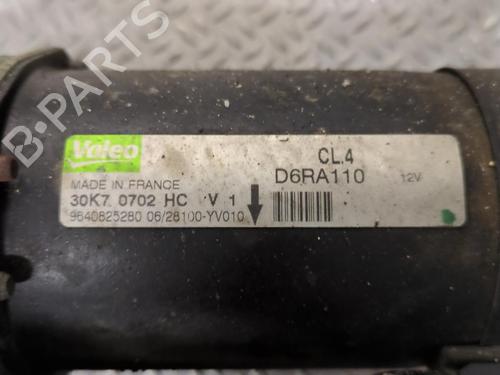 B-PARTS
Valeo
CL.4
D6RA110 12V
MADE IN FRANCE
30K7 0702 HC V 1
9640825280 06/28100-YV010